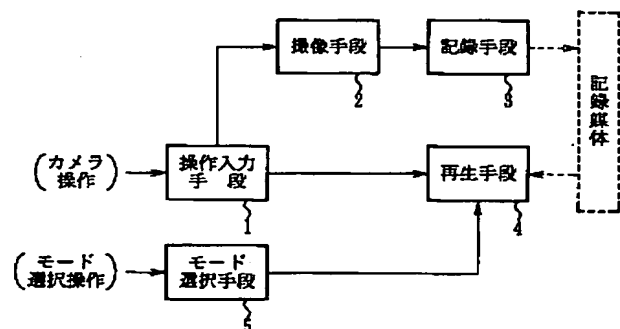 撮像手段
2
記録手段
3
記録媒体
(カメラ
操作)
操作入力
手 段
1
再生手段
4
(モード
選択操作)
モード
選択手段
5